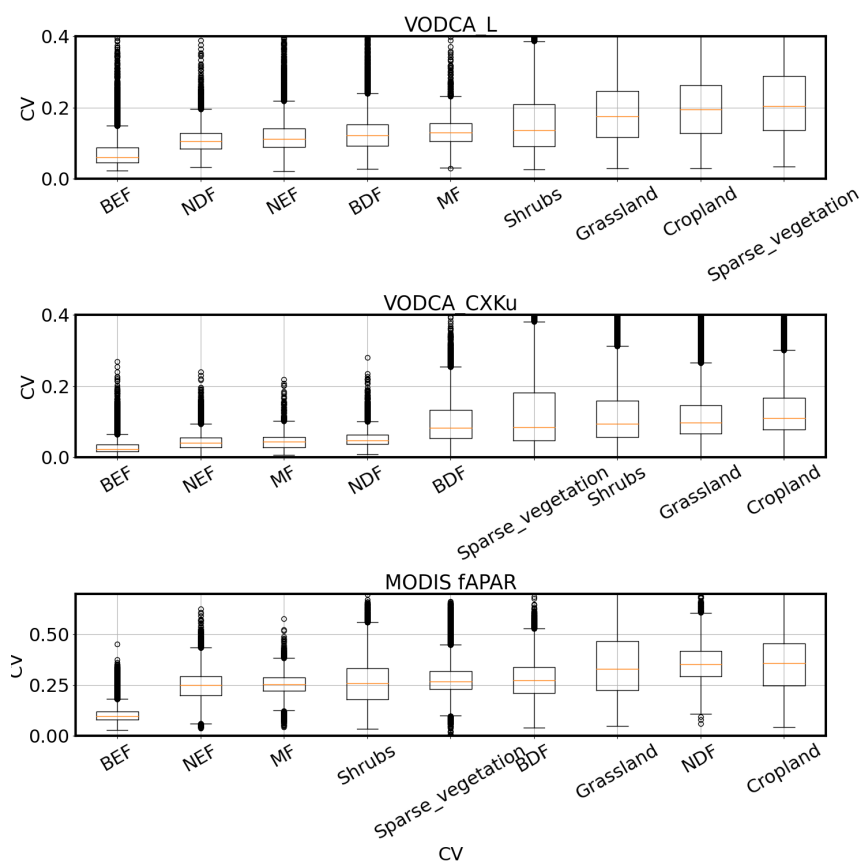 VODCA_L
0.4
0.2
0.0
CV
BEF NDF NEF BDF MF Shrubs Grassland Cropland Sparse_vegetation
VODCA_CXKu
0.4
0.2
0.0
CV
BEF NEF MF NDF BDF Sparse_vegetation Shrubs Grassland Cropland
MODIS fAPAR
0.50
0.25
0.00
CV
BEF NEF MF Shrubs Sparse_vegetation BDF Grassland NDF Cropland
CV